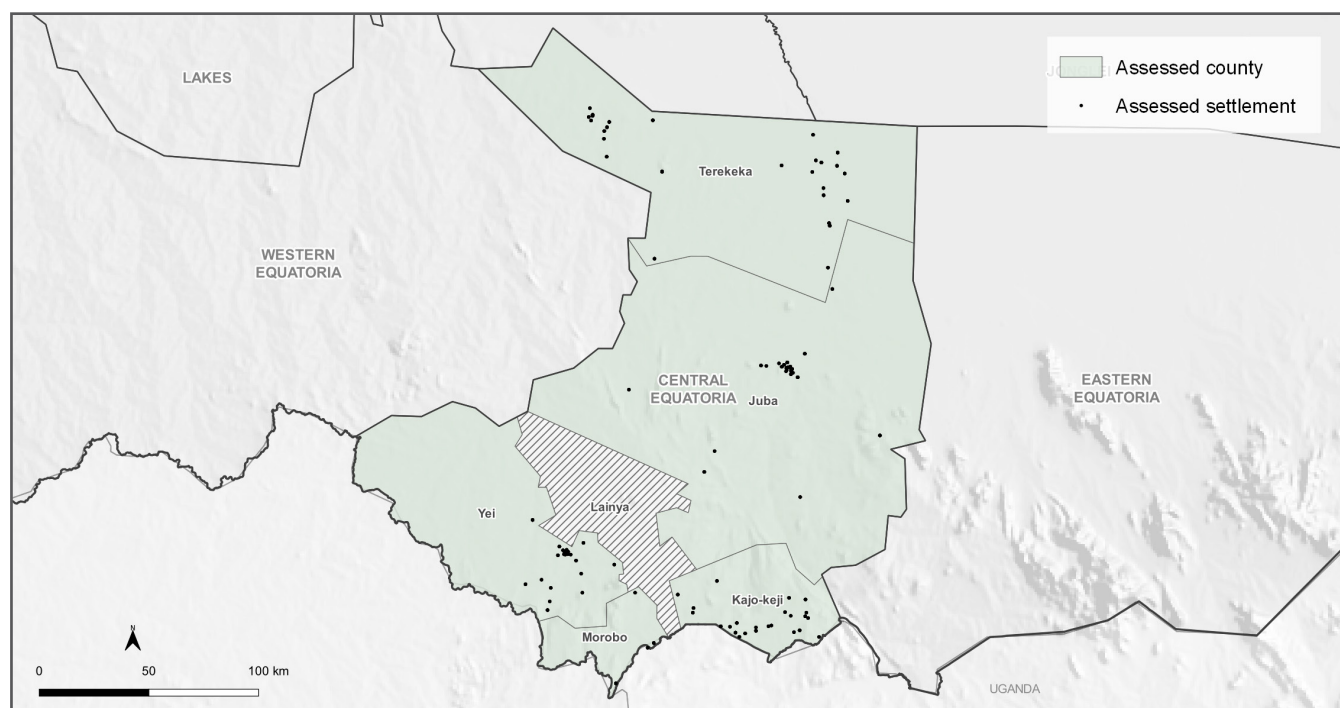 LAKES
Assessed county
Assessed settlement
Terekeka
WESTERN
EQUATORIA
CENTRAL
EQUATORIA
Juba
EASTERN
EQUATORIA
Yei
Lainya
Kajo-keji
Morobo
N
0 50 100 km
UGANDA